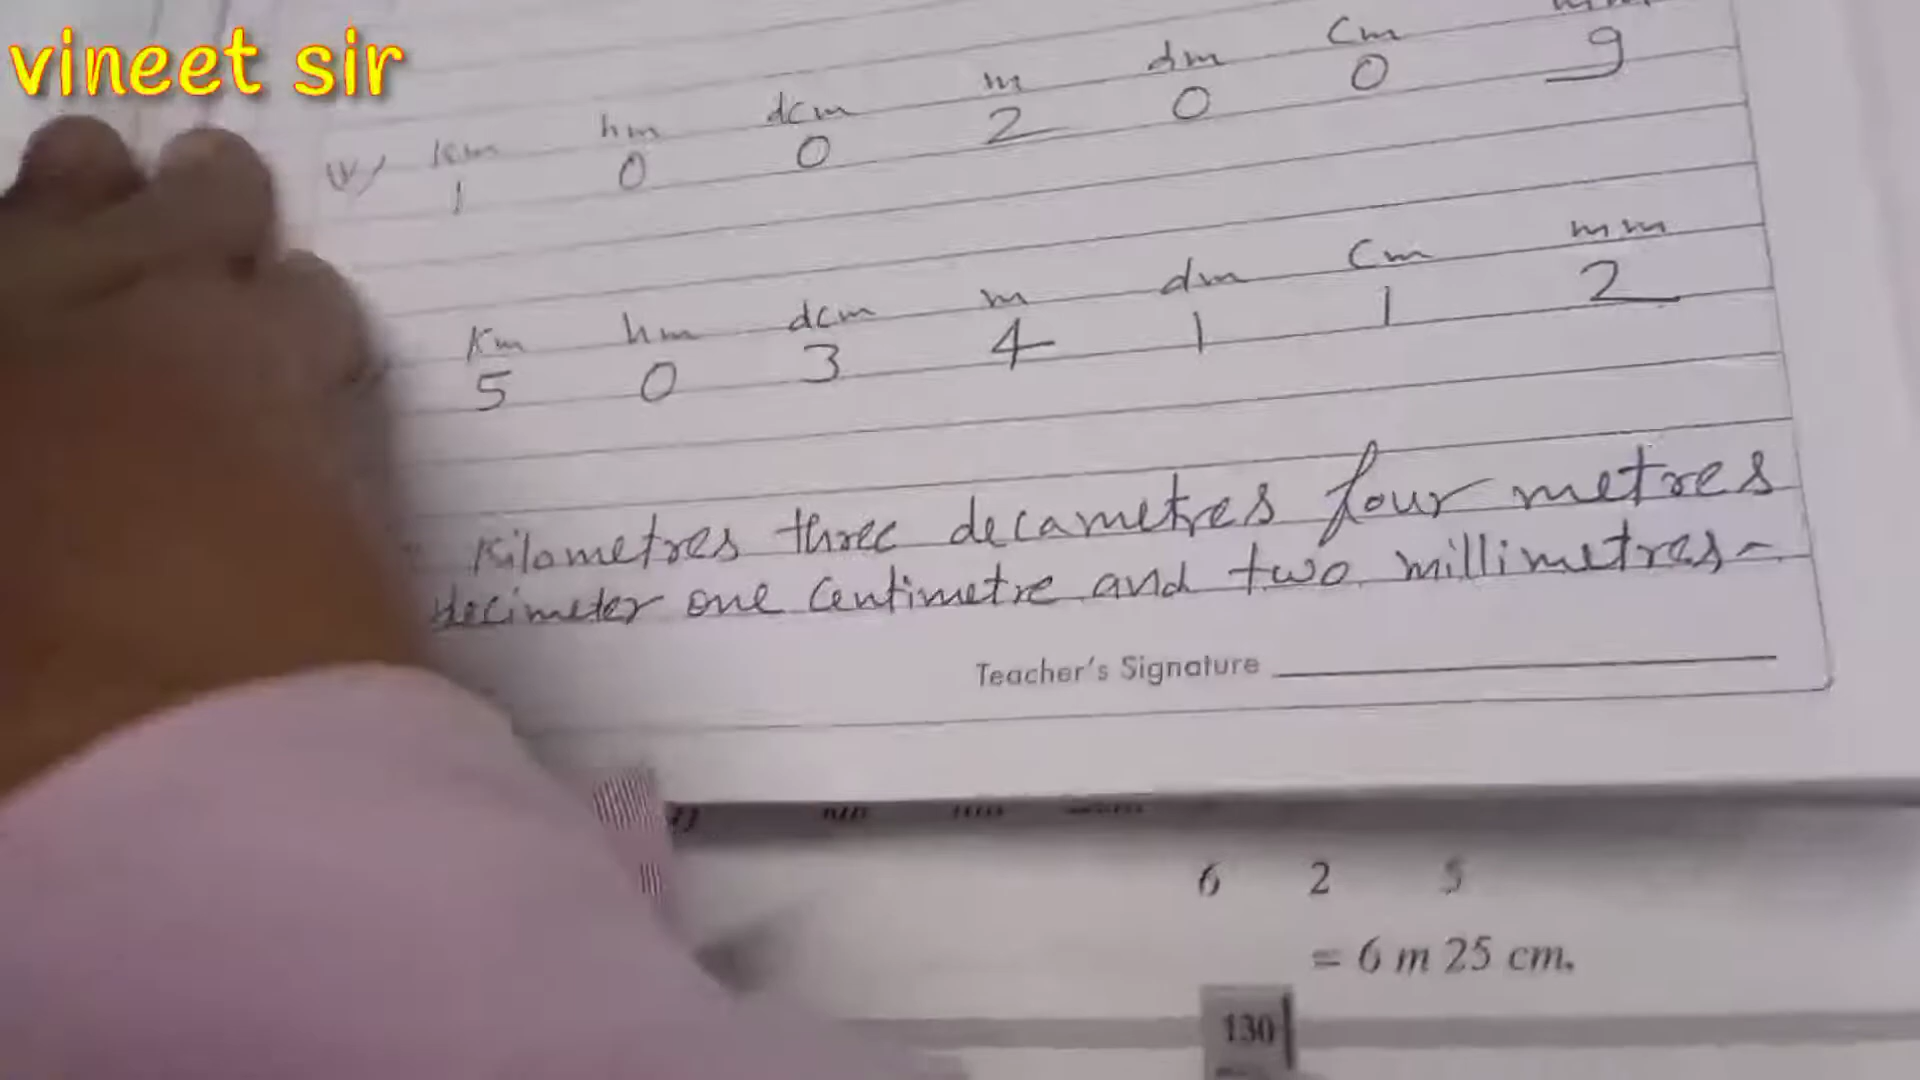 vineet sir
Km hm dcm m dm Cm
1 0 0 2 0 0 9
Km hm dcm m dm Cm mm
5 0 3 4 1 1 2
Kilometres three decametres four metres
decimeter one Centimetre and two millimetres
Teacher's Signature
6 2 5
= 6 m 25 cm.
130